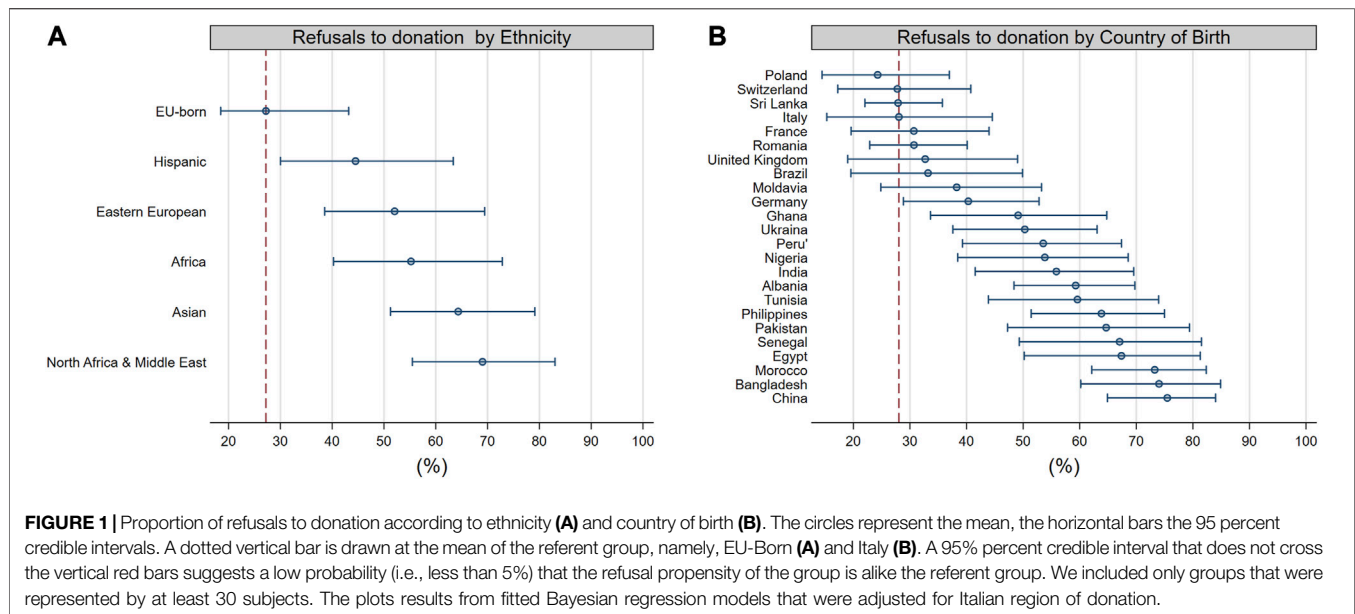 A
Refusals to donation by Ethnicity
EU-born
Hispanic
Eastern European
Africa
Asian
North Africa & Middle East
20 30 40 50 60 70 80 90 100
(%)
B
Refusals to donation by Country of Birth
Poland
Switzerland
Sri Lanka
Italy
France
Romania
Uinited Kingdom
Brazil
Moldavia
Germany
Ghana
Ukraina
Peru'
Nigeria
India
Albania
Tunisia
Philippines
Pakistan
Senegal
Egypt
Morocco
Bangladesh
China
20 30 40 50 60 70 80 90 100
(%)
FIGURE 1 | Proportion of refusals to donation according to ethnicity (A) and country of birth (B). The circles represent the mean, the horizontal bars the 95 percent
credible intervals. A dotted vertical bar is drawn at the mean of the referent group, namely, EU-Born (A) and Italy (B). A 95% percent credible interval that does not cross
the vertical red bars suggests a low probability (i.e., less than 5%) that the refusal propensity of the group is alike the referent group. We included only groups that were
represented by at least 30 subjects. The plots results from fitted Bayesian regression models that were adjusted for Italian region of donation.